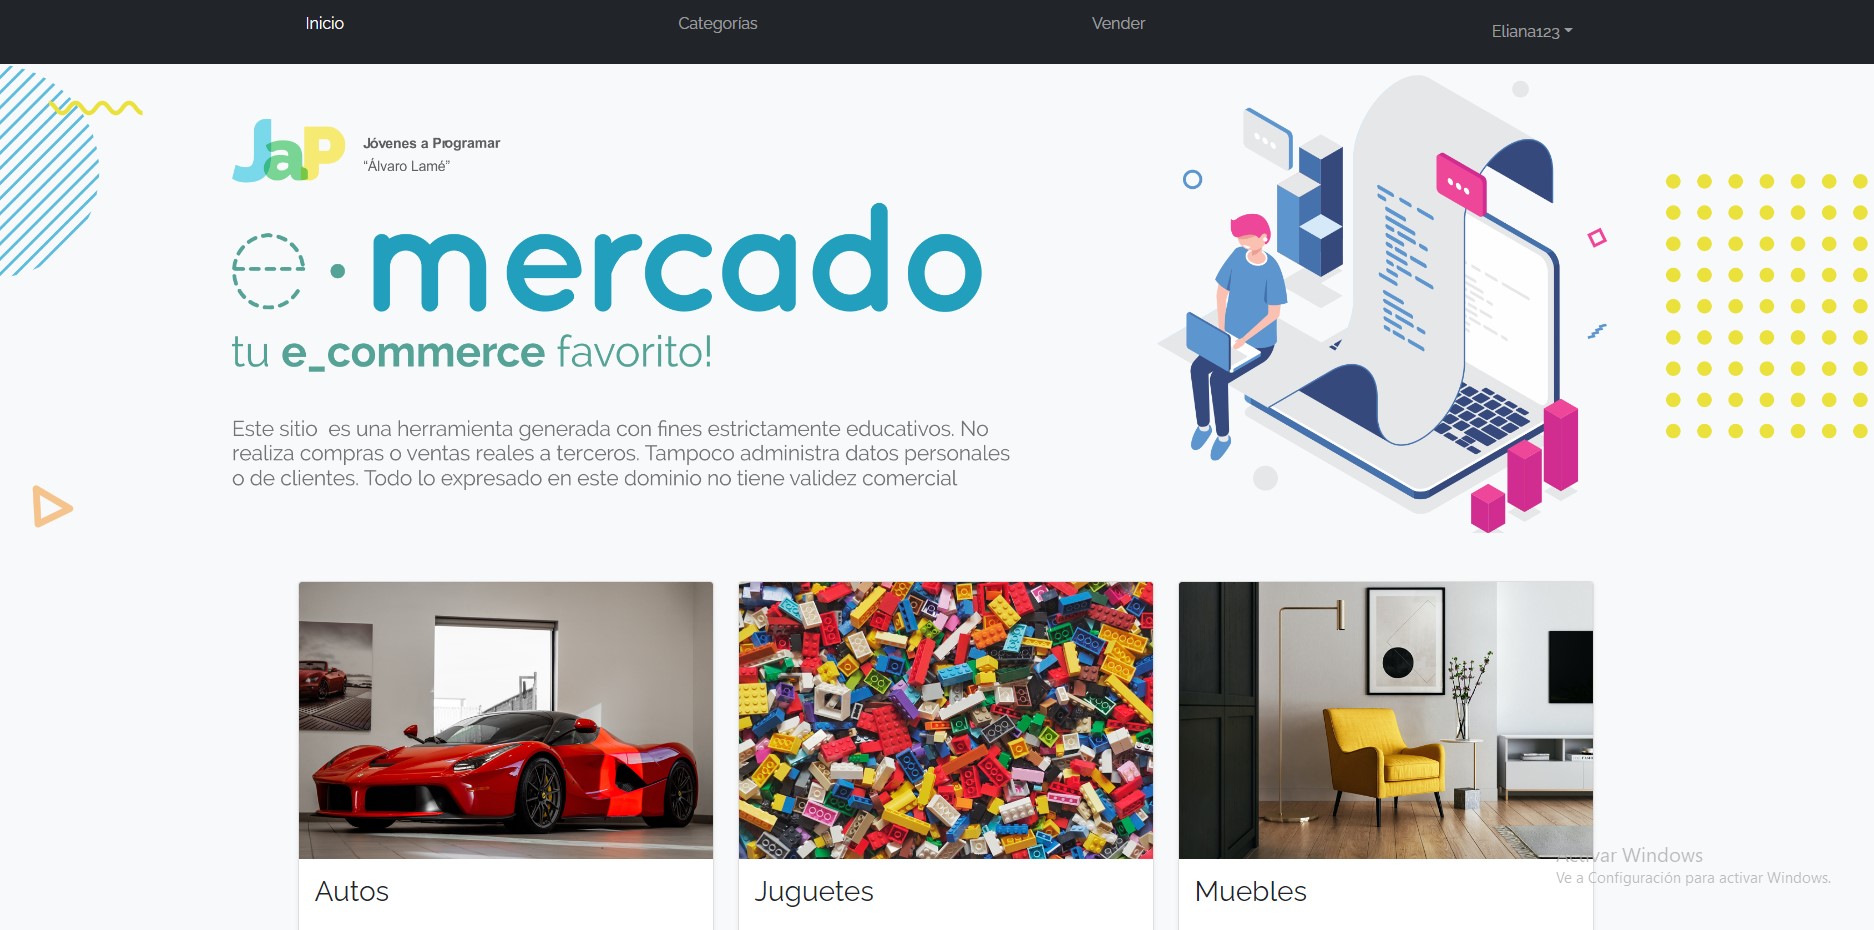 Inicio
Categorías
Vender
Eliana123
JaP
Jóvenes a Programar
“Álvaro Lamé”
e · mercado
tu e_commerce favorito!
Este sitio  es una herramienta generada con fines estrictamente educativos. No
realiza compras o ventas reales a terceros. Tampoco administra datos personales
o de clientes. Todo lo expresado en este dominio no tiene validez comercial
Autos
Juguetes
Muebles
Activar Windows
Ve a Configuración para activar Windows.